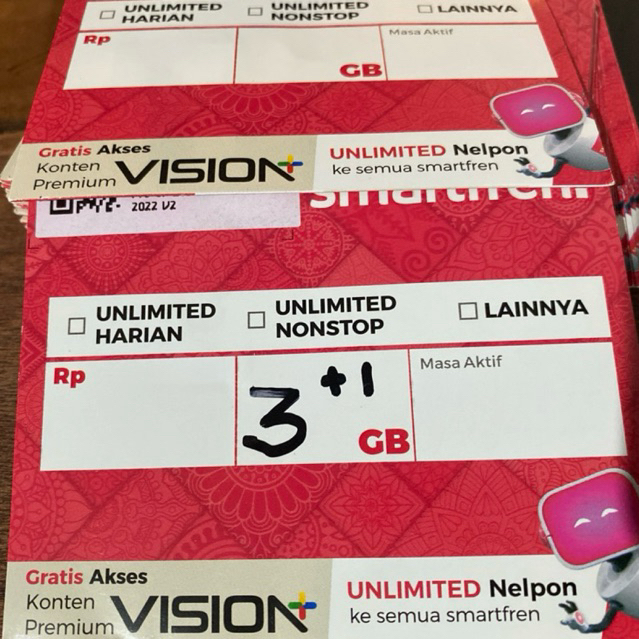 UNLIMITED HARIAN
UNLIMITED NONSTOP
LAINNYA
Rp
GB
Masa Aktif
Gratis Akses
Konten
Premium
VISION+
UNLIMITED Nelpon
ke semua smartfren
2022 V2
smartfren
UNLIMITED HARIAN
UNLIMITED NONSTOP
LAINNYA
Rp
3 +1
GB
Masa Aktif
Gratis Akses
Konten
Premium
VISION+
UNLIMITED Nelpon
ke semua smartfren